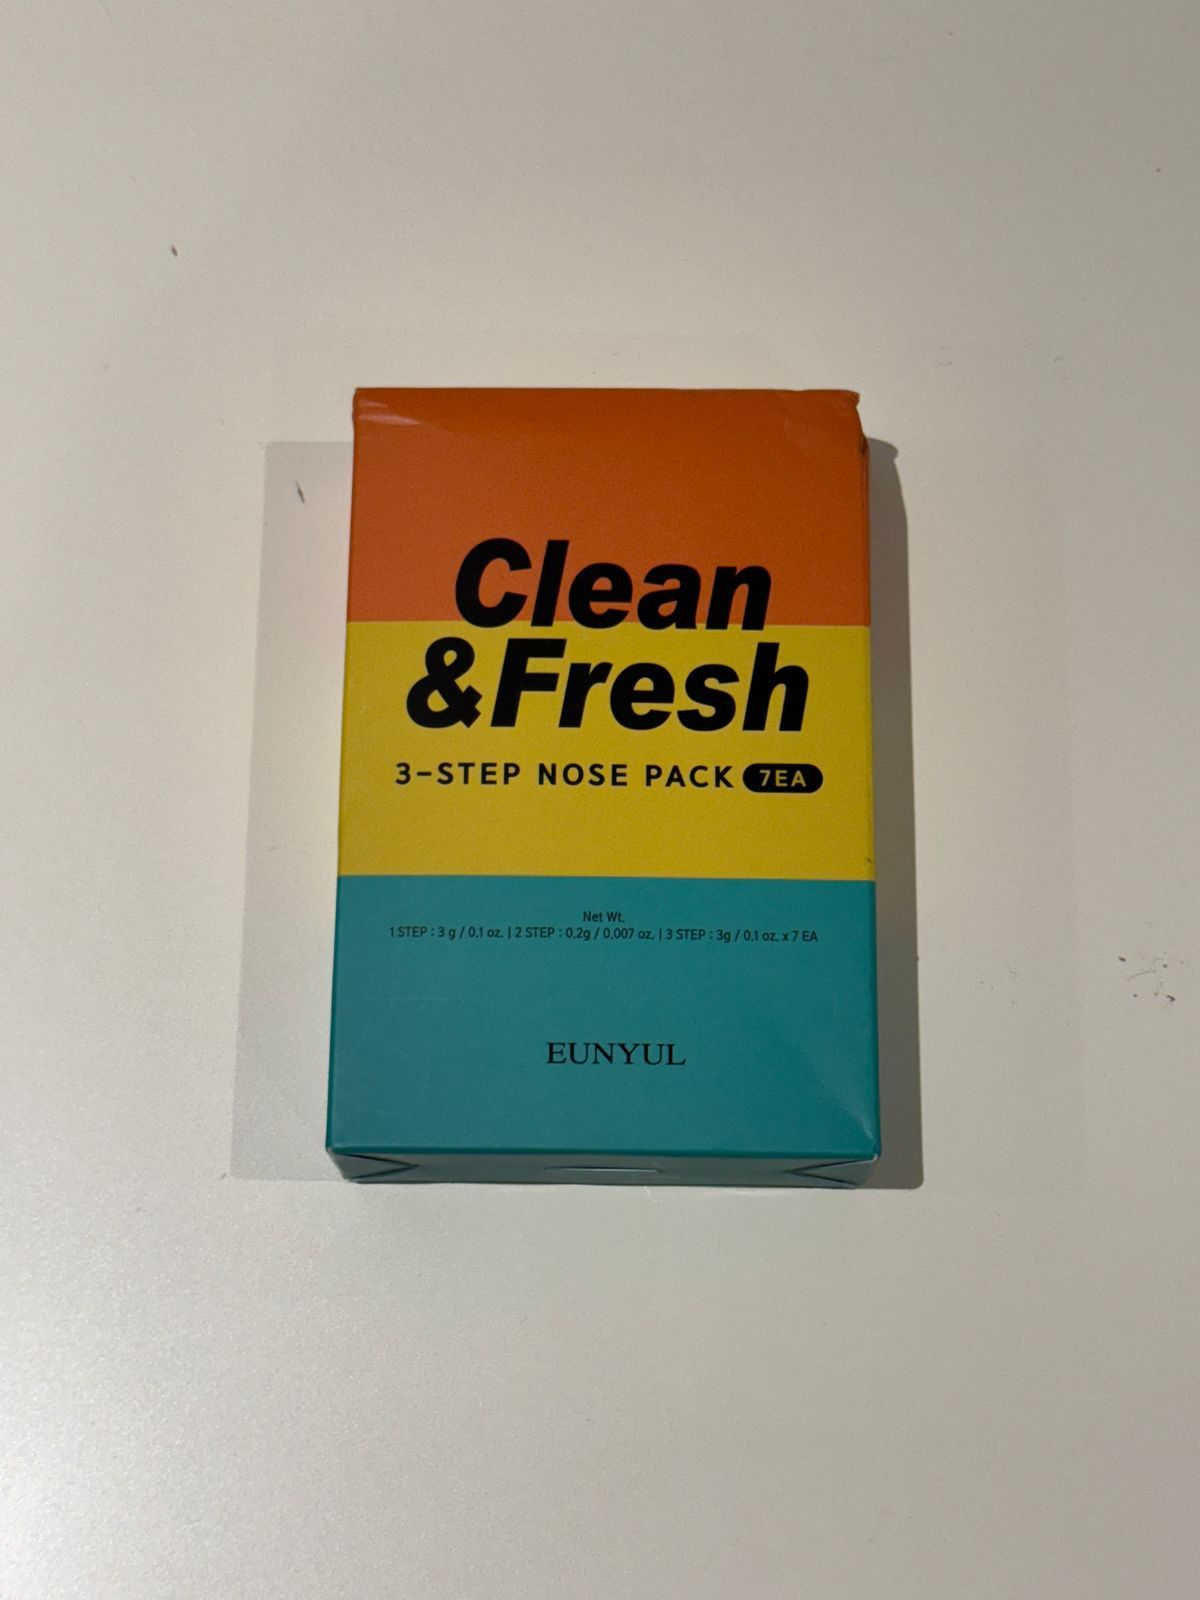 Clean
&Fresh
3-STEP NOSE PACK 7EA
Net Wt.
1 STEP : 3 g / 0.1 oz. | 2 STEP : 0.2g / 0.007 oz. | 3 STEP : 3g / 0.1 oz. x 7 EA
EUNYUL